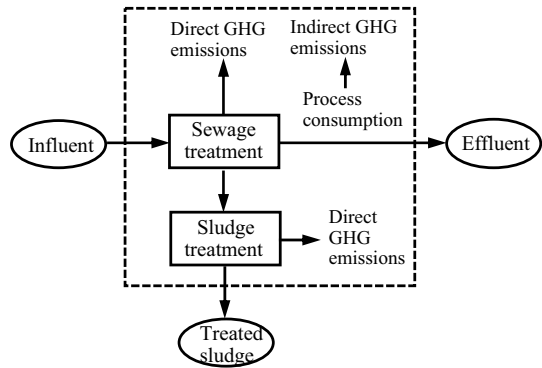 Direct GHG
emissions
Indirect GHG
emissions
Process
consumption
Influent
Sewage
treatment
Effluent
Sludge
treatment
Direct
GHG
emissions
Treated
sludge